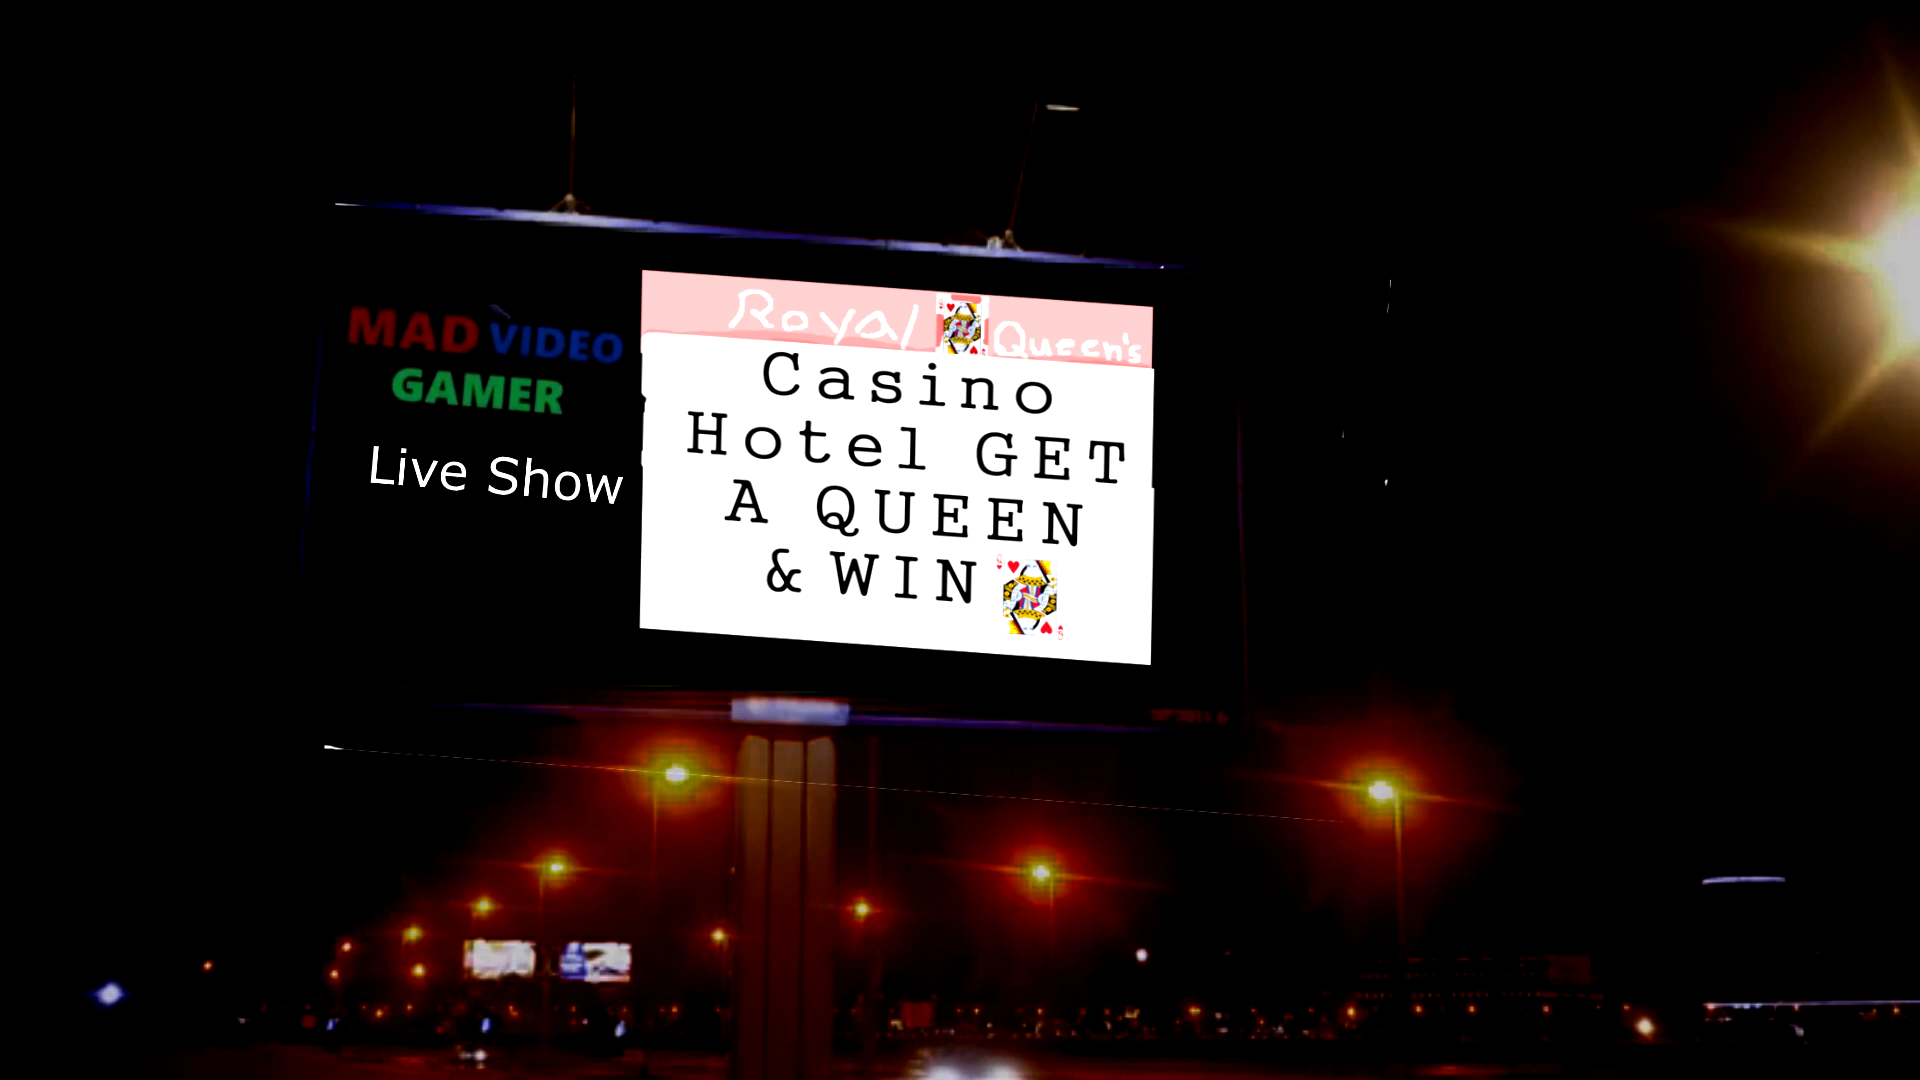 MAD VIDEO
GAMER
Live Show
Royal Queen's
Casino
Hotel GET
A QUEEN
& WIN